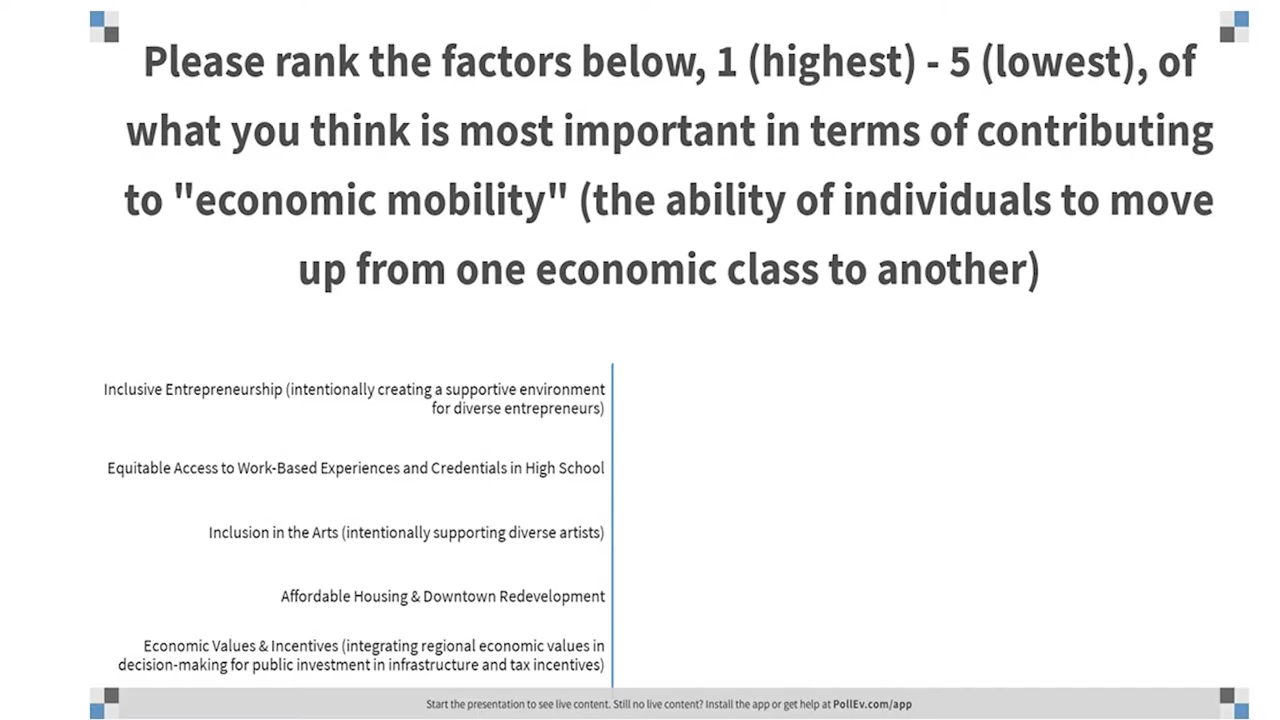 Please rank the factors below, 1 (highest) - 5 (lowest), of
what you think is most important in terms of contributing
to "economic mobility" (the ability of individuals to move
up from one economic class to another)
Inclusive Entrepreneurship (intentionally creating a supportive environment
for diverse entrepreneurs)
Equitable Access to Work-Based Experiences and Credentials in High School
Inclusion in the Arts (intentionally supporting diverse artists)
Affordable Housing & Downtown Redevelopment
Economic Values & Incentives (integrating regional economic values in
decision-making for public investment in infrastructure and tax incentives)
Start the presentation to see live content. Still no live content? Install the app or get help at PollEv.com/app